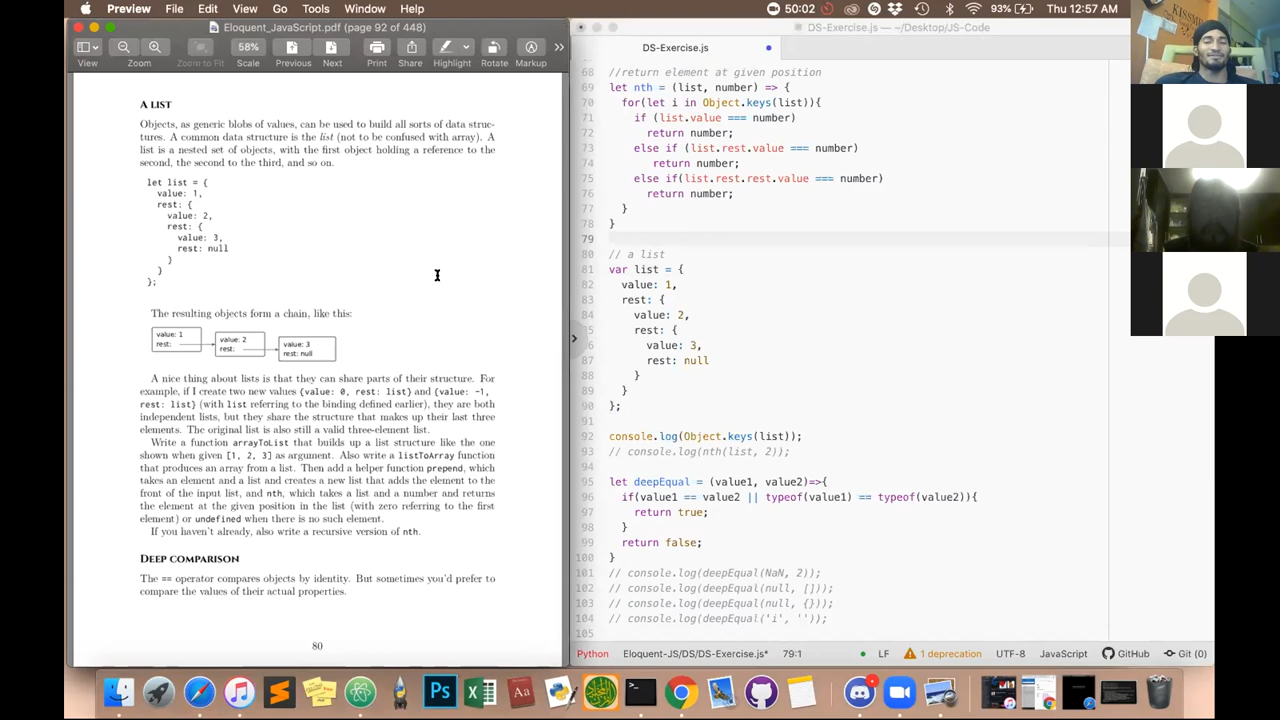 Preview File Edit View Go Tools Window Help
50:02 93% Thu 12:57 AM
Eloquent_JavaScript.pdf (page 92 of 448)
58%
View Zoom Zoom to Fit Scale Previous Next Print Share Highlight Rotate Markup
A LIST
Objects, as generic blobs of values, can be used to build all sorts of data struc-
tures. A common data structure is the list (not to be confused with array). A
list is a nested set of objects, with the first object holding a reference to the
second, the second to the third, and so on.
let list = {
value: 1,
rest: {
value: 2,
rest: {
value: 3,
rest: null
}
}
};
The resulting objects form a chain, like this:
value: 1
rest:
value: 2
rest:
value: 3
rest: null
A nice thing about lists is that they can share parts of their structure. For
example, if I create two new values {value: 0, rest: list} and {value: -1,
rest: list} (with list referring to the binding defined earlier), they are both
independent lists, but they share the structure that makes up their last three
elements. The original list is also still a valid three-element list.
Write a function arrayToList that builds up a list structure like the one
shown when given [1, 2, 3] as argument. Also write a listToArray function
that produces an array from a list. Then add a helper function prepend, which
takes an element and a list and creates a new list that adds the element to the
front of the input list, and nth, which takes a list and a number and returns
the element at the given position in the list (with zero referring to the first
element) or undefined when there is no such element.
If you haven't already, also write a recursive version of nth.
DEEP COMPARISON
The == operator compares objects by identity. But sometimes you'd prefer to
compare the values of their actual properties.
80
DS-Exercise.js — ~/Desktop/JS-Code
DS-Exercise.js
68 //return element at given position
69 let nth = (list, number) => {
70 for(let i in Object.keys(list)){
71 if (list.value === number)
72 return number;
73 else if (list.rest.value === number)
74 return number;
75 else if(list.rest.rest.value === number)
76 return number;
77 }
78 }
79
80 // a list
81 var list = {
82 value: 1,
83 rest: {
84 value: 2,
85 rest: {
86 value: 3,
87 rest: null
88 }
89 }
90 };
91
92 console.log(Object.keys(list));
93 // console.log(nth(list, 2));
94
95 let deepEqual = (value1, value2)=>{
96 if(value1 == value2 || typeof(value1) == typeof(value2)){
97 return true;
98 }
99 return false;
100 }
101 // console.log(deepEqual(NaN, 2));
102 // console.log(deepEqual(null, []));
103 // console.log(deepEqual(null, {}));
104 // console.log(deepEqual('i', ''));
105
Python Eloquent-JS/DS/DS-Exercise.js* 79:1 LF 1 deprecation UTF-8 JavaScript GitHub Git (0)
Ps Aa